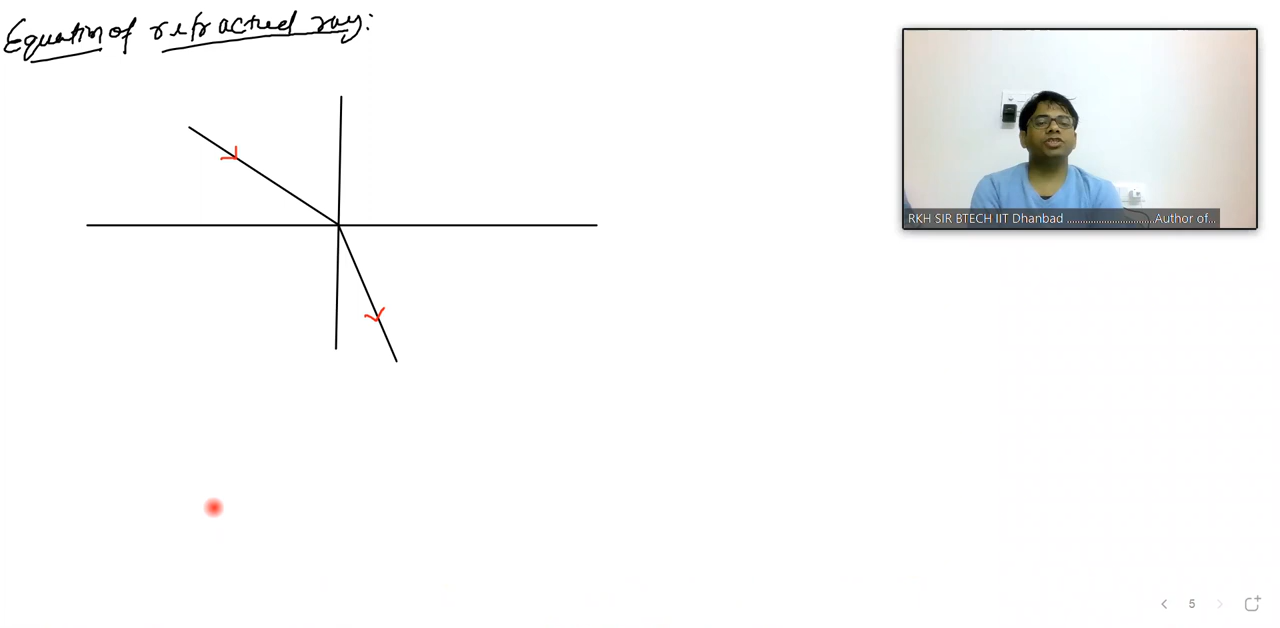 Equation of refracted ray:
RKH SIR BTECH IIT Dhanbad ..................................Author of...
5